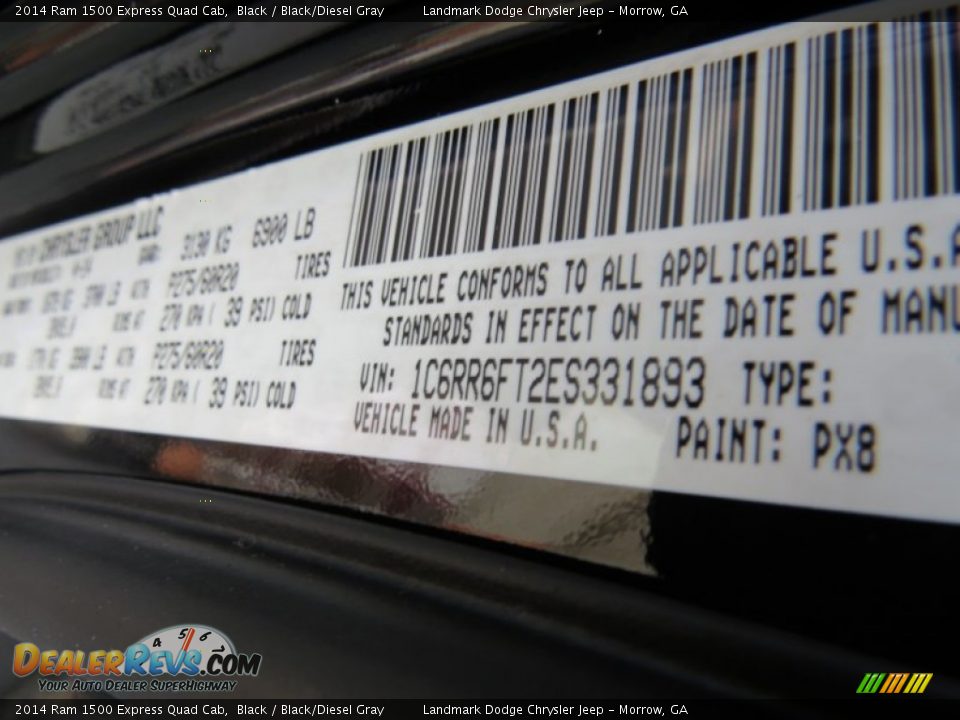 2014 Ram 1500 Express Quad Cab, Black / Black/Diesel Gray Landmark Dodge Chrysler Jeep - Morrow, GA
CHRYSLER GROUP LLC
3130 KG 6900 LB
P275/60R20 TIRES
270 KPA ( 39 PSI) COLD
P275/60R20 TIRES
270 KPA ( 39 PSI) COLD
THIS VEHICLE CONFORMS TO ALL APPLICABLE U.S.A
STANDARDS IN EFFECT ON THE DATE OF MANU
VIN: 1C6RR6FT2ES331893 TYPE:
VEHICLE MADE IN U.S.A. PAINT: PX8
4 5 6
DEALERREVS.COM
YOUR AUTO DEALER SUPERHIGHWAY
2014 Ram 1500 Express Quad Cab, Black / Black/Diesel Gray Landmark Dodge Chrysler Jeep - Morrow, GA